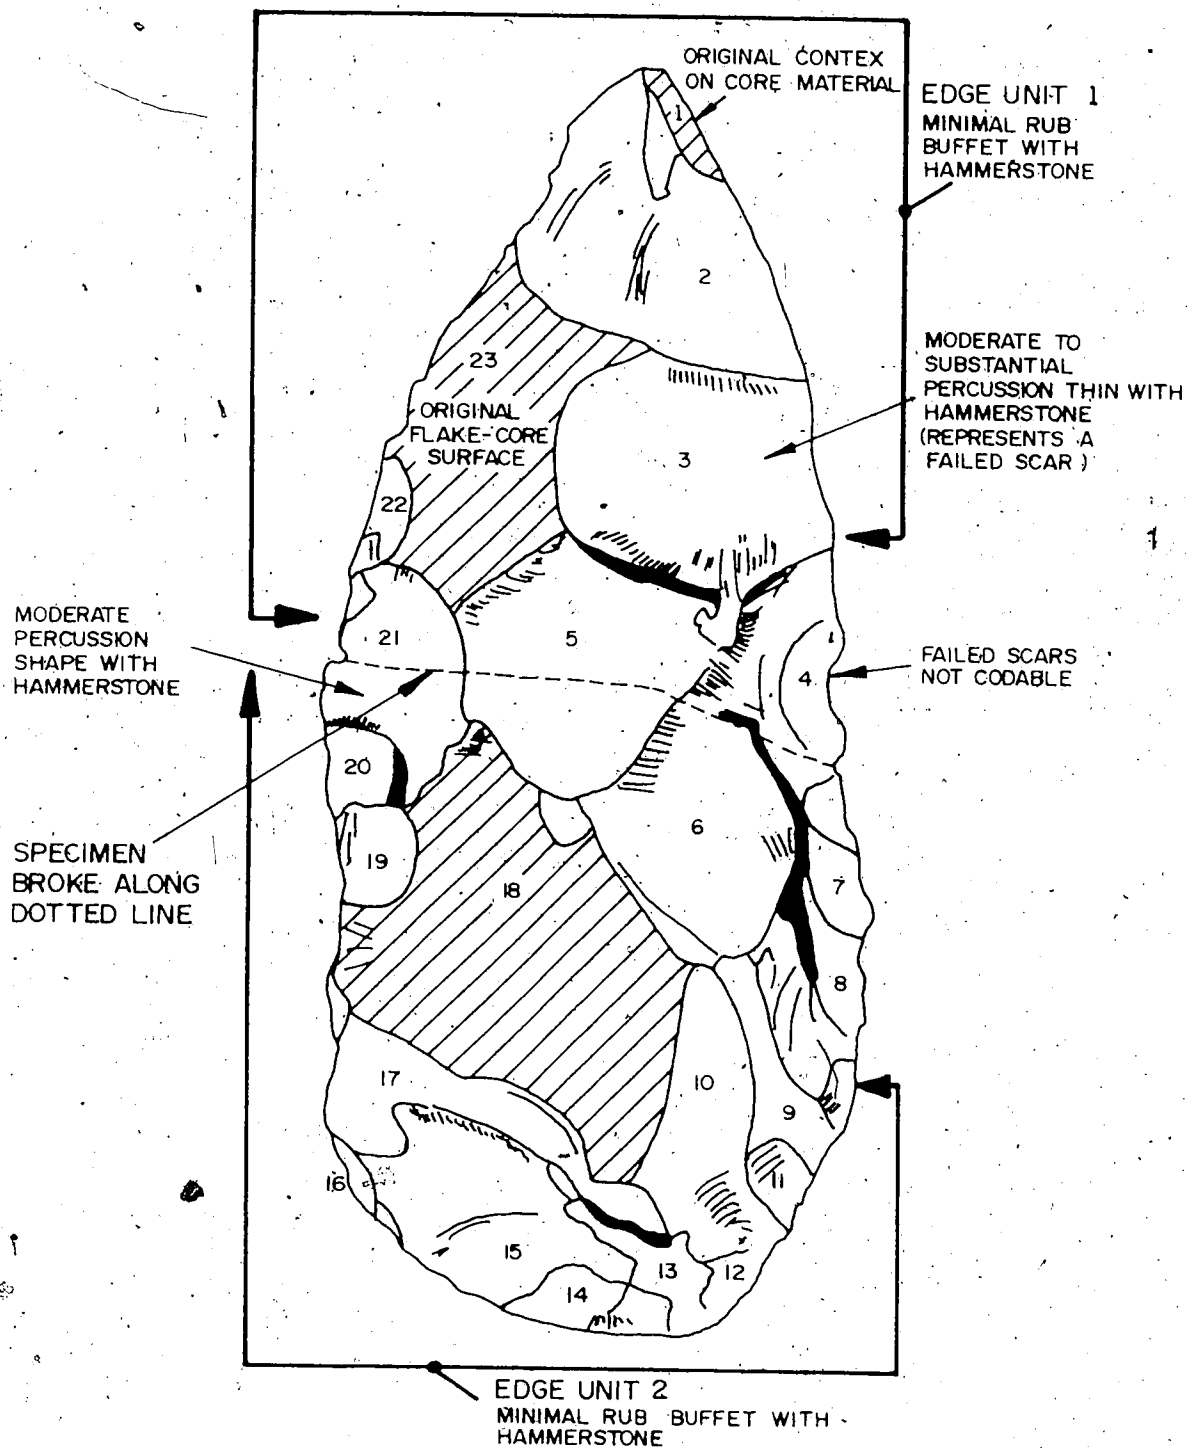 ORIGINAL CONTEX
ON CORE MATERIAL
1
EDGE UNIT 1
MINIMAL RUB
BUFFET WITH
HAMMERSTONE
2
MODERATE TO
SUBSTANTIAL
PERCUSSION THIN WITH
HAMMERSTONE
(REPRESENTS A
FAILED SCAR)
23
ORIGINAL
FLAKE-CORE
SURFACE
3
22
MODERATE
PERCUSSION
SHAPE WITH
HAMMERSTONE
21
5
4
FAILED SCARS
NOT CODABLE
20
6
19
SPECIMEN
BROKE ALONG
DOTTED LINE
18
7
8
17
10
9
11
16
15
13
12
14
EDGE UNIT 2
MINIMAL RUB BUFFET WITH
HAMMERSTONE